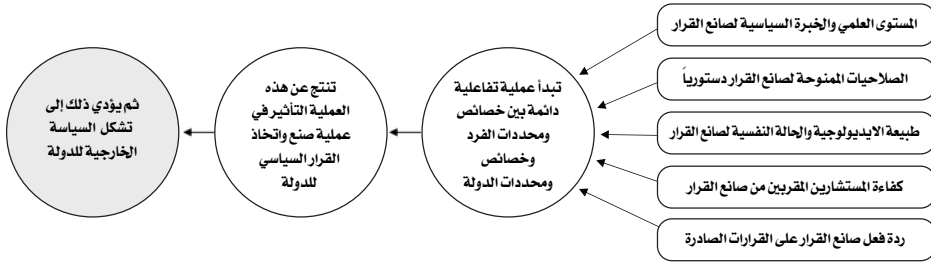 المستوى العلمي والخبرة السياسية لصانع القرار
الصلاحيات الممنوحة لصانع القرار دستورياً
طبيعة الايديولوجية والحالة النفسية لصانع القرار
كفاءة المستشارين المقربين من صانع القرار
ردة فعل صانع القرار على القرارات الصادرة
تبدأ عملية تفاعلية
دائمة بين خصائص
ومحددات الفرد
وخصائص
ومحددات الدولة
تنتج عن هذه
العملية التأثير في
عملية صنع واتخاذ
القرار السياسي
للدولة
ثم يؤدي ذلك إلى
تشكل السياسة
الخارجية للدولة